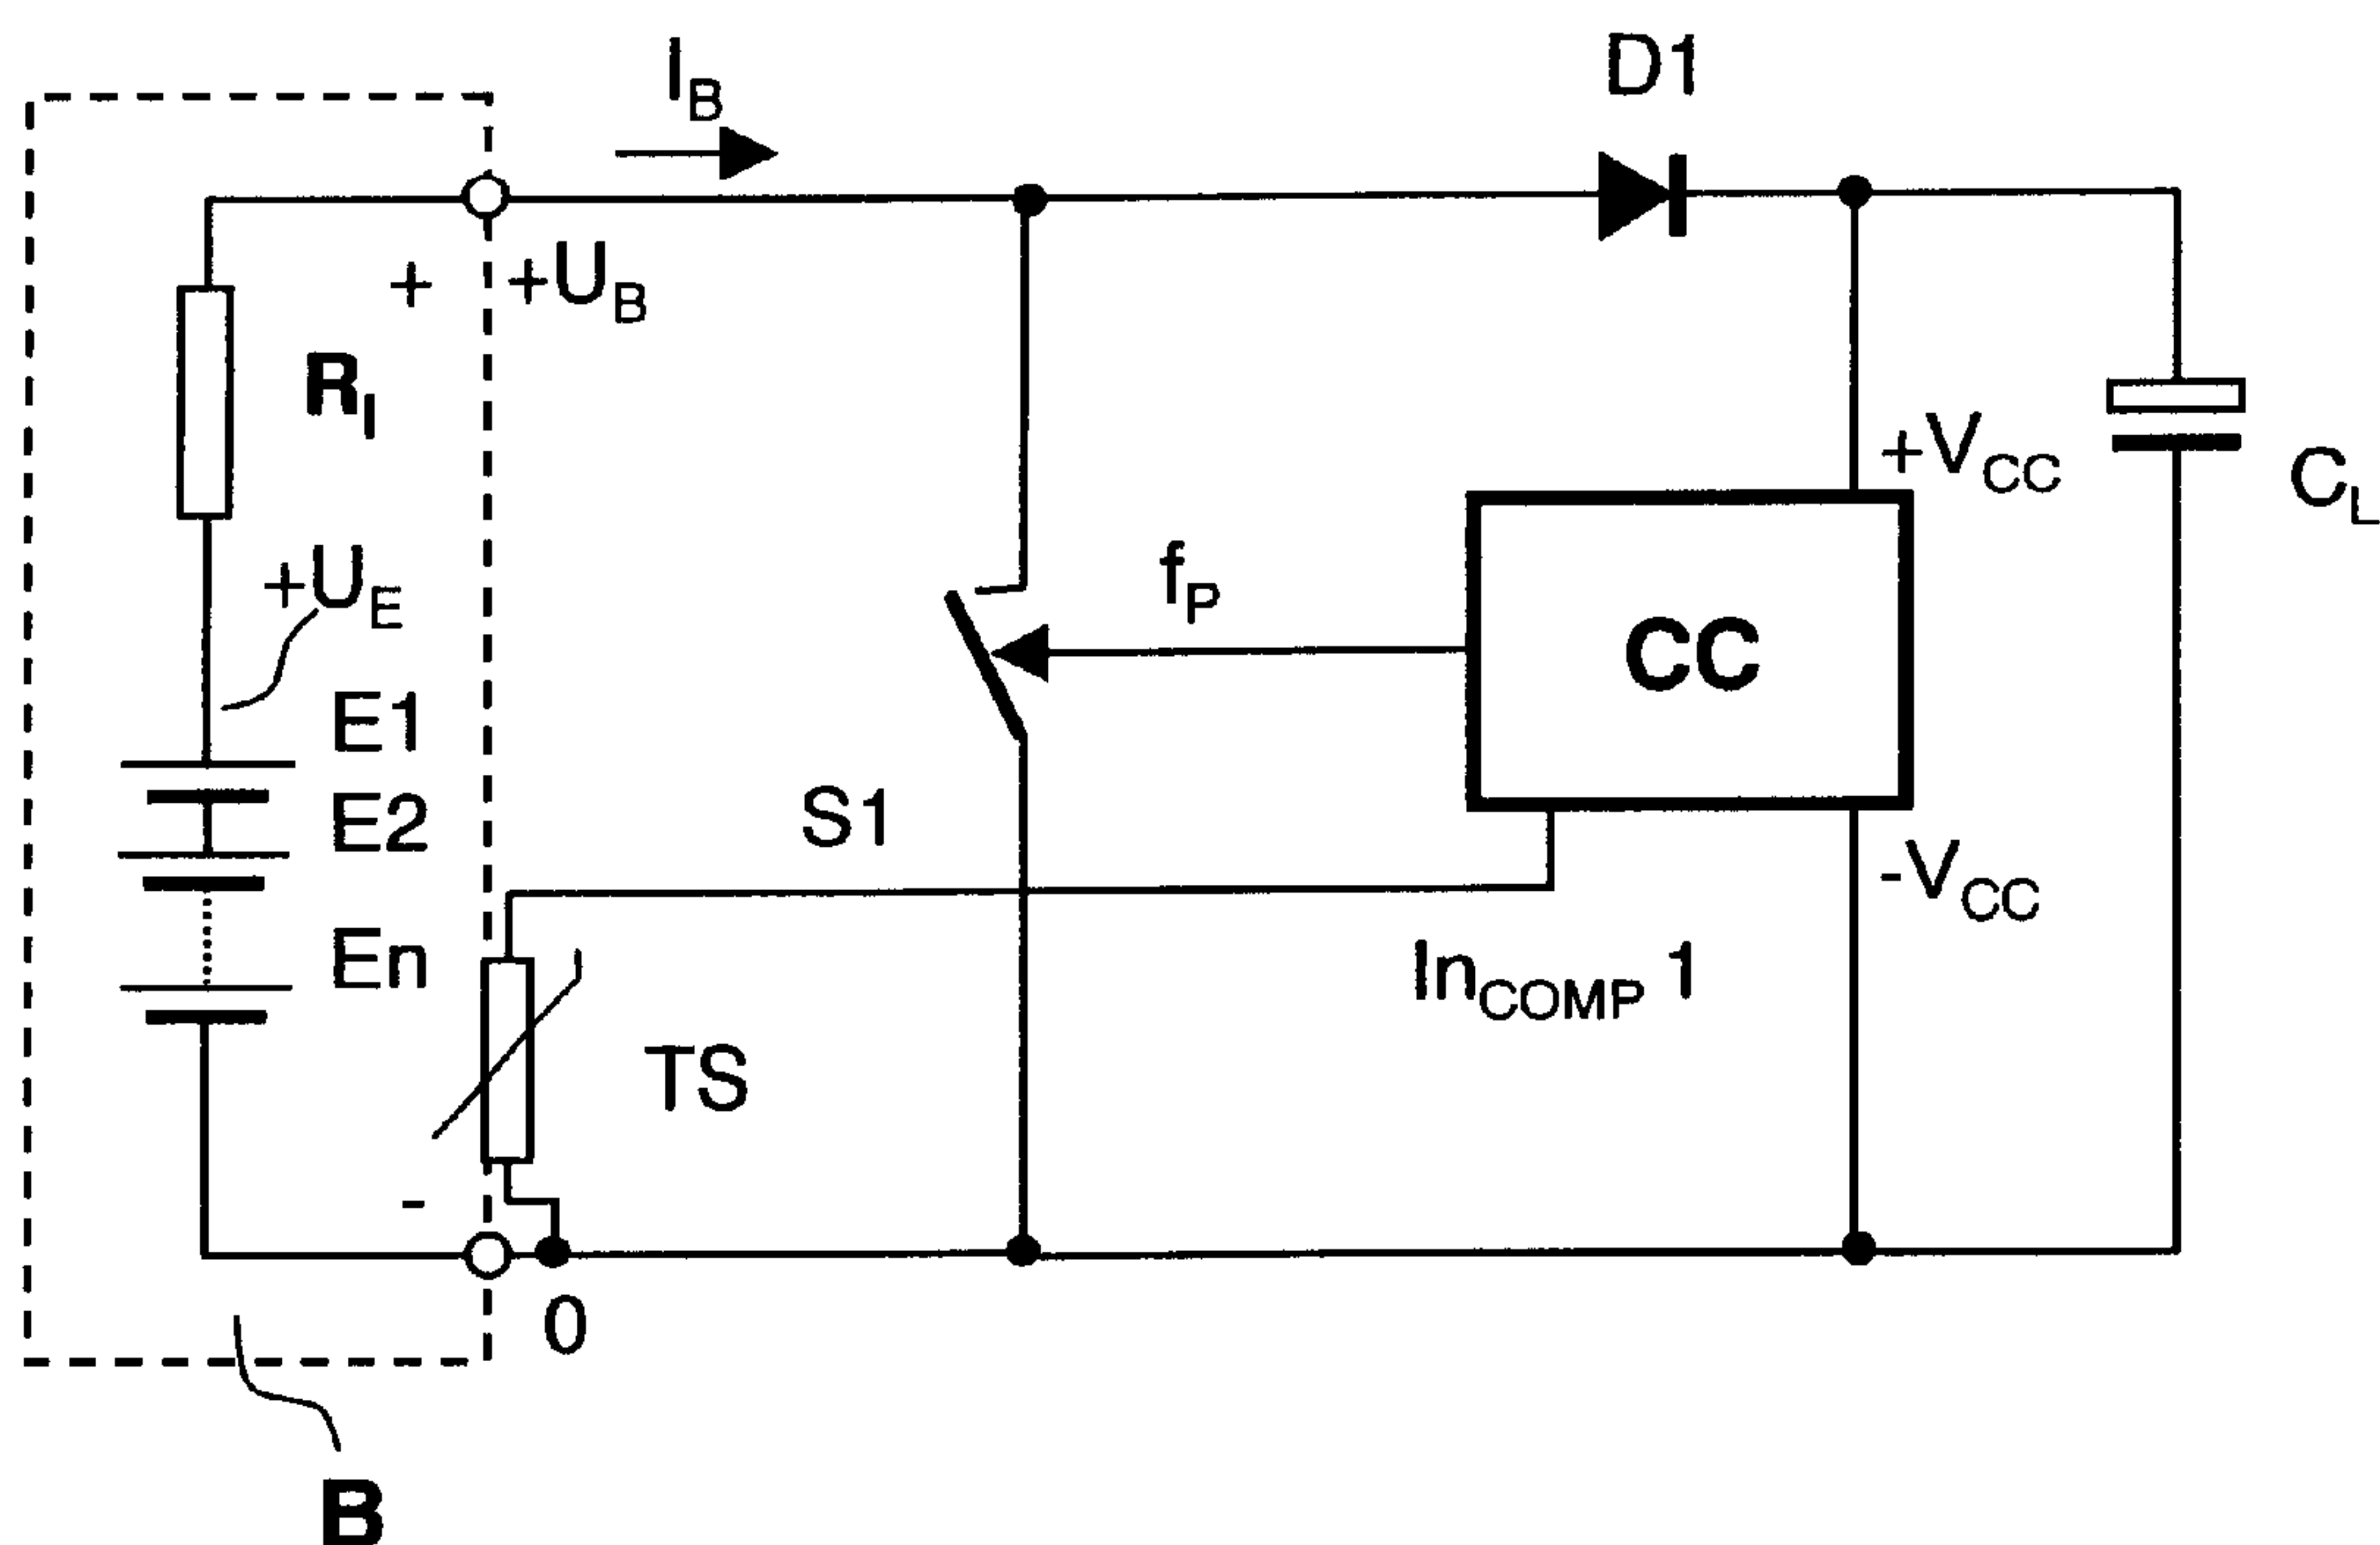 I_B
D1
+
+U_B
R_I
+V_CC
C_L
f_P
+U_E
CC
E1
E2
S1
-V_CC
En
In_COMP 1
TS
-
0
B